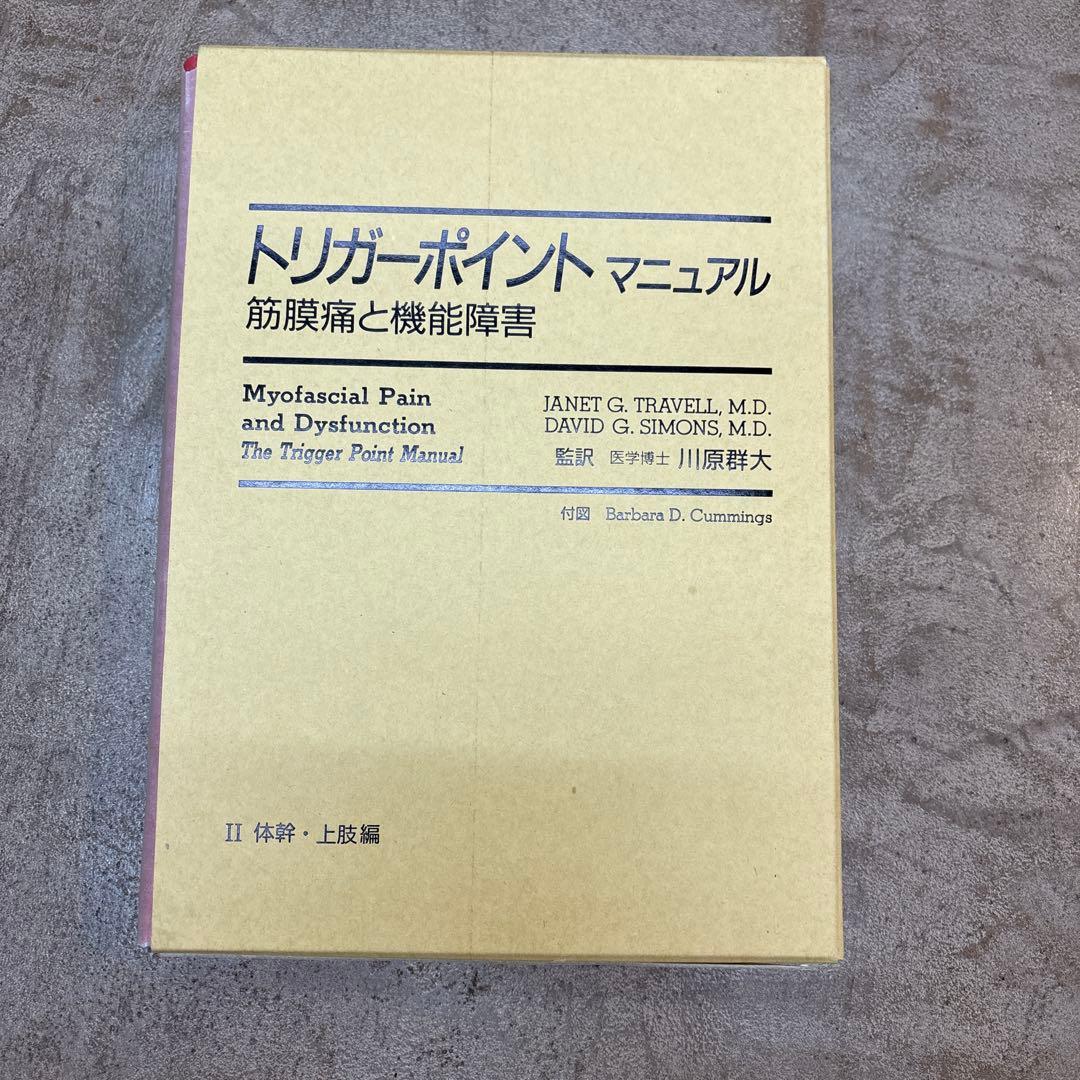 トリガーポイント マニュアル
筋膜痛と機能障害
Myofascial Pain
and Dysfunction
The Trigger Point Manual
JANET G. TRAVELL, M.D.
DAVID G. SIMONS, M.D.
監訳 医学博士 川原群大
付図 Barbara D. Cummings
II 体幹・上肢編